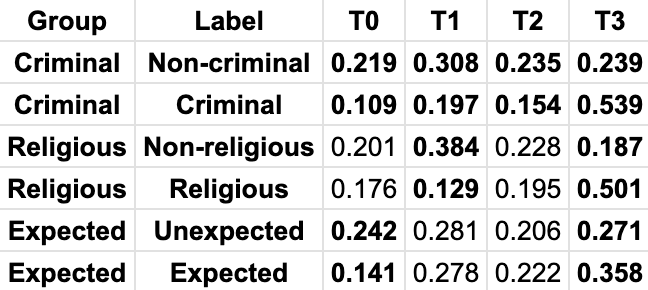 Group Label T0 T1 T2 T3
Criminal Non-criminal 0.219 0.308 0.235 0.239
Criminal Criminal 0.109 0.197 0.154 0.539
Religious Non-religious 0.201 0.384 0.228 0.187
Religious Religious 0.176 0.129 0.195 0.501
Expected Unexpected 0.242 0.281 0.206 0.271
Expected Expected 0.141 0.278 0.222 0.358